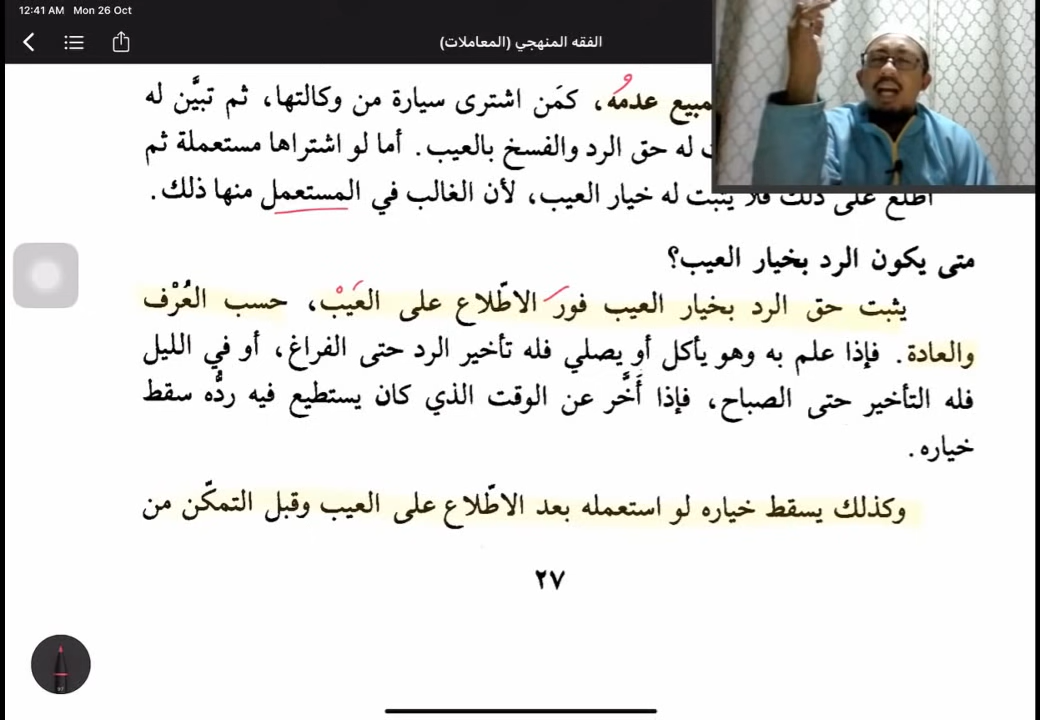 12:41 AM Mon 26 Oct
الفقه المنهجي (المعاملات)
مبيع عدمُه، كمَن اشترى سيارة من وكالتها، ثم تبيَّن له
له حق الرد والفسخ بالعيب. أما لو اشتراها مستعملة ثم
اطلع على ذلك فلا يثبت له خيار العيب، لأن الغالب في المستعمل منها ذلك.
متى يكون الرد بخيار العيب؟
يثبت حق الرد بخيار العيب فور الاطّلاع على العَيبْ، حسب العُرْف
والعادة. فإذا علم به وهو يأكل أو يصلي فله تأخير الرد حتى الفراغ، أو في الليل
فله التأخير حتى الصباح، فإذا أَخَّر عن الوقت الذي كان يستطيع فيه ردُّه سقط
خياره.
وكذلك يسقط خياره لو استعمله بعد الاطّلاع على العيب وقبل التمكّن من
٢٧